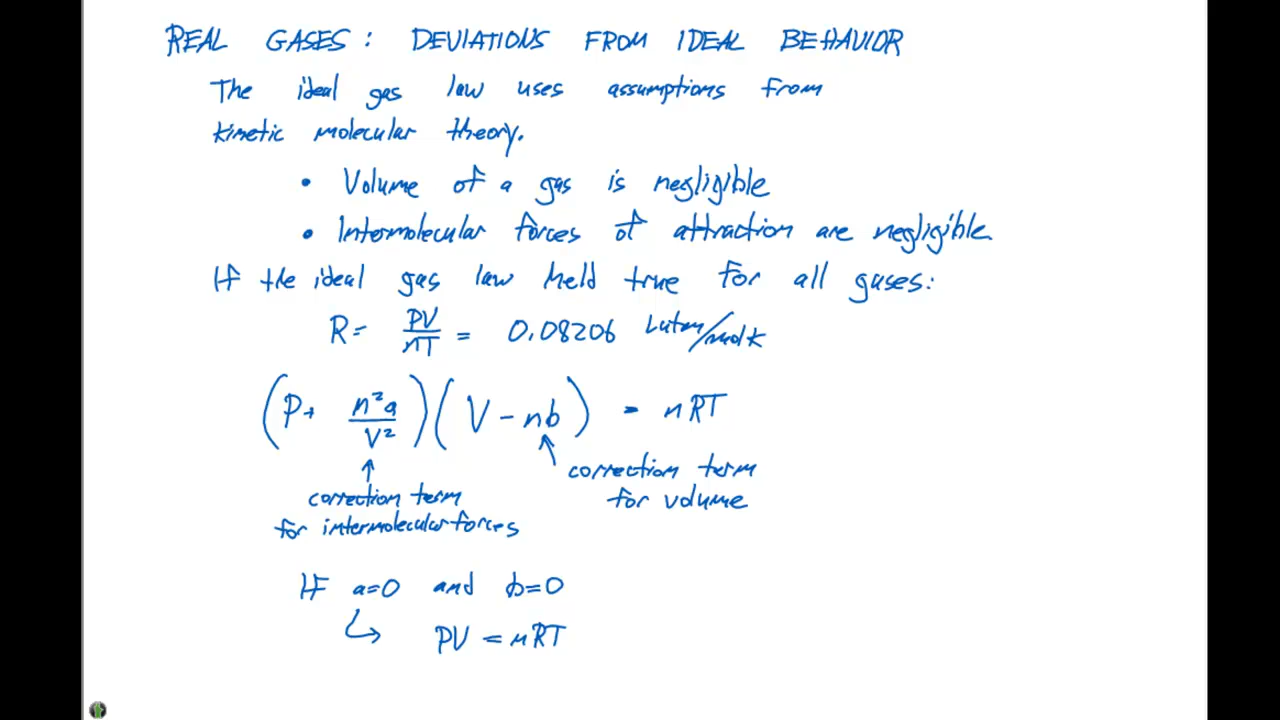 REAL GASES: DEVIATIONS FROM IDEAL BEHAVIOR
The ideal gas law uses assumptions from
kinetic molecular theory.
• Volume of a gas is negligible
• Intermolecular forces of attraction are negligible
If the ideal gas law held true for all gases:
R = PV/nT = 0.08206 L·atm/mol·K
(P + n²a/V²)(V - nb) = nRT
correction term
for volume
correction term
for intermolecular forces
If a=0 and b=0
PV = nRT